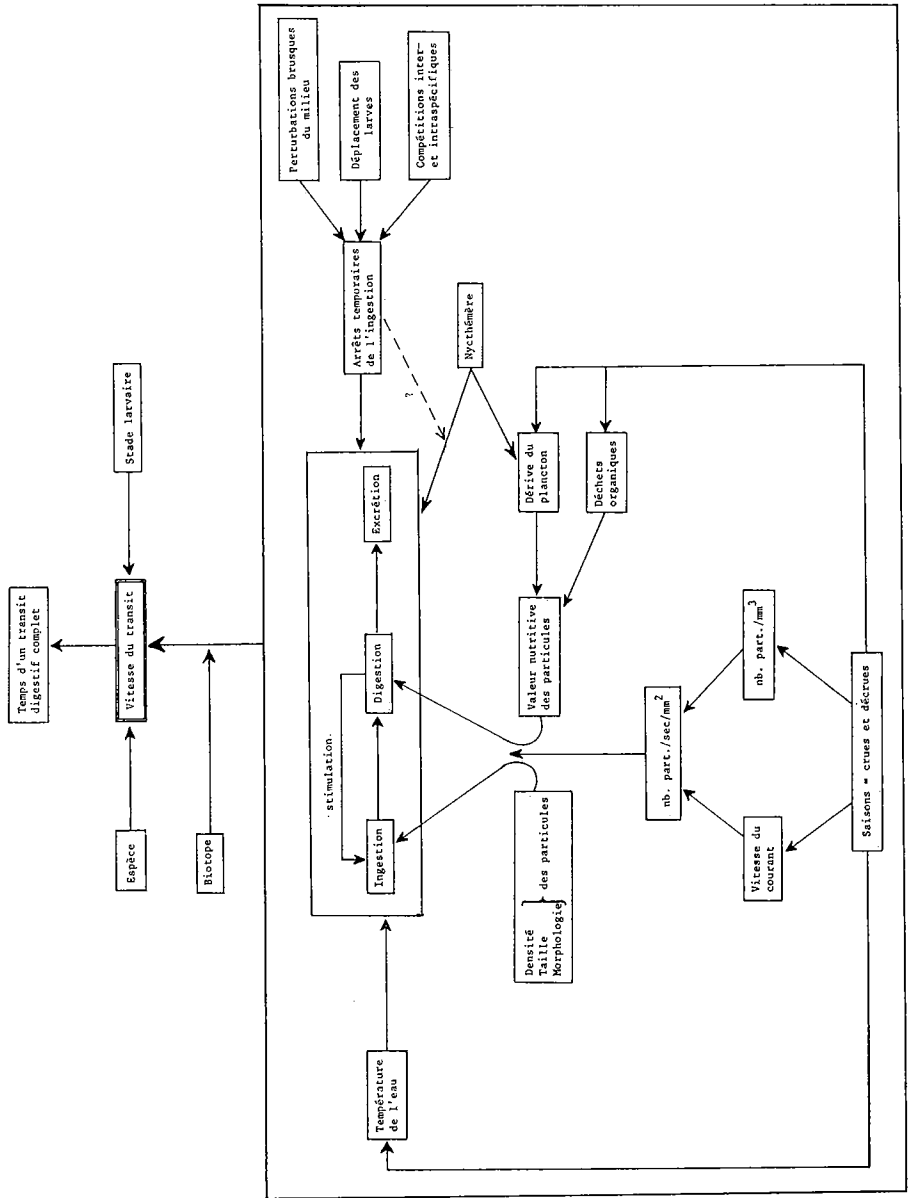 Temps d'un transit
digestif complet
Espèce
Vitesse du transit
Stade larvaire
Biotope
Perturbations brusques
du milieu
Déplacement des
larves
Compétitions inter-
et intraspécifiques
Arrêts temporaires
de l'ingestion
Température
de l'eau
stimulation.
Ingestion
Digestion
Excrétion
?
Nycthémère
Densité
Taille
Morphologie
des particules
Valeur nutritive
des particules
Dérive du
plancton
Déchets
organiques
nb. part./sec/mm²
Vitesse du
courant
nb. part./mm³
Saisons = crues et décrues